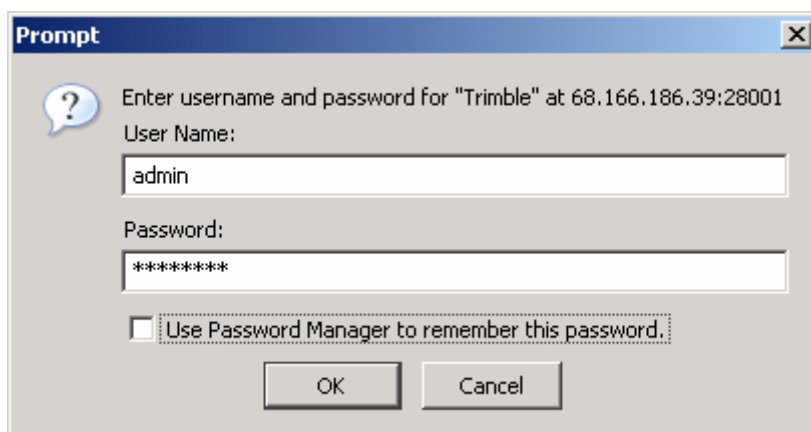 Prompt
Enter username and password for "Trimble" at 68.166.186.39:28001
User Name:
admin
Password:
********
Use Password Manager to remember this password.
OK
Cancel